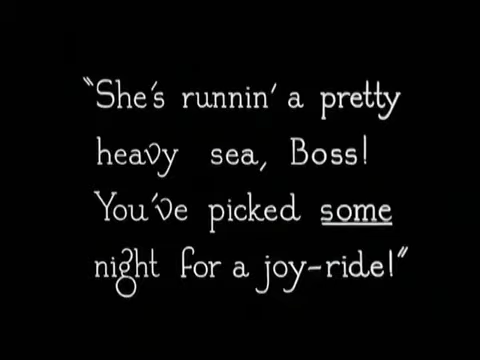 "She's runnin' a pretty
heavy sea, Boss!
You've picked some
night for a joy-ride!"